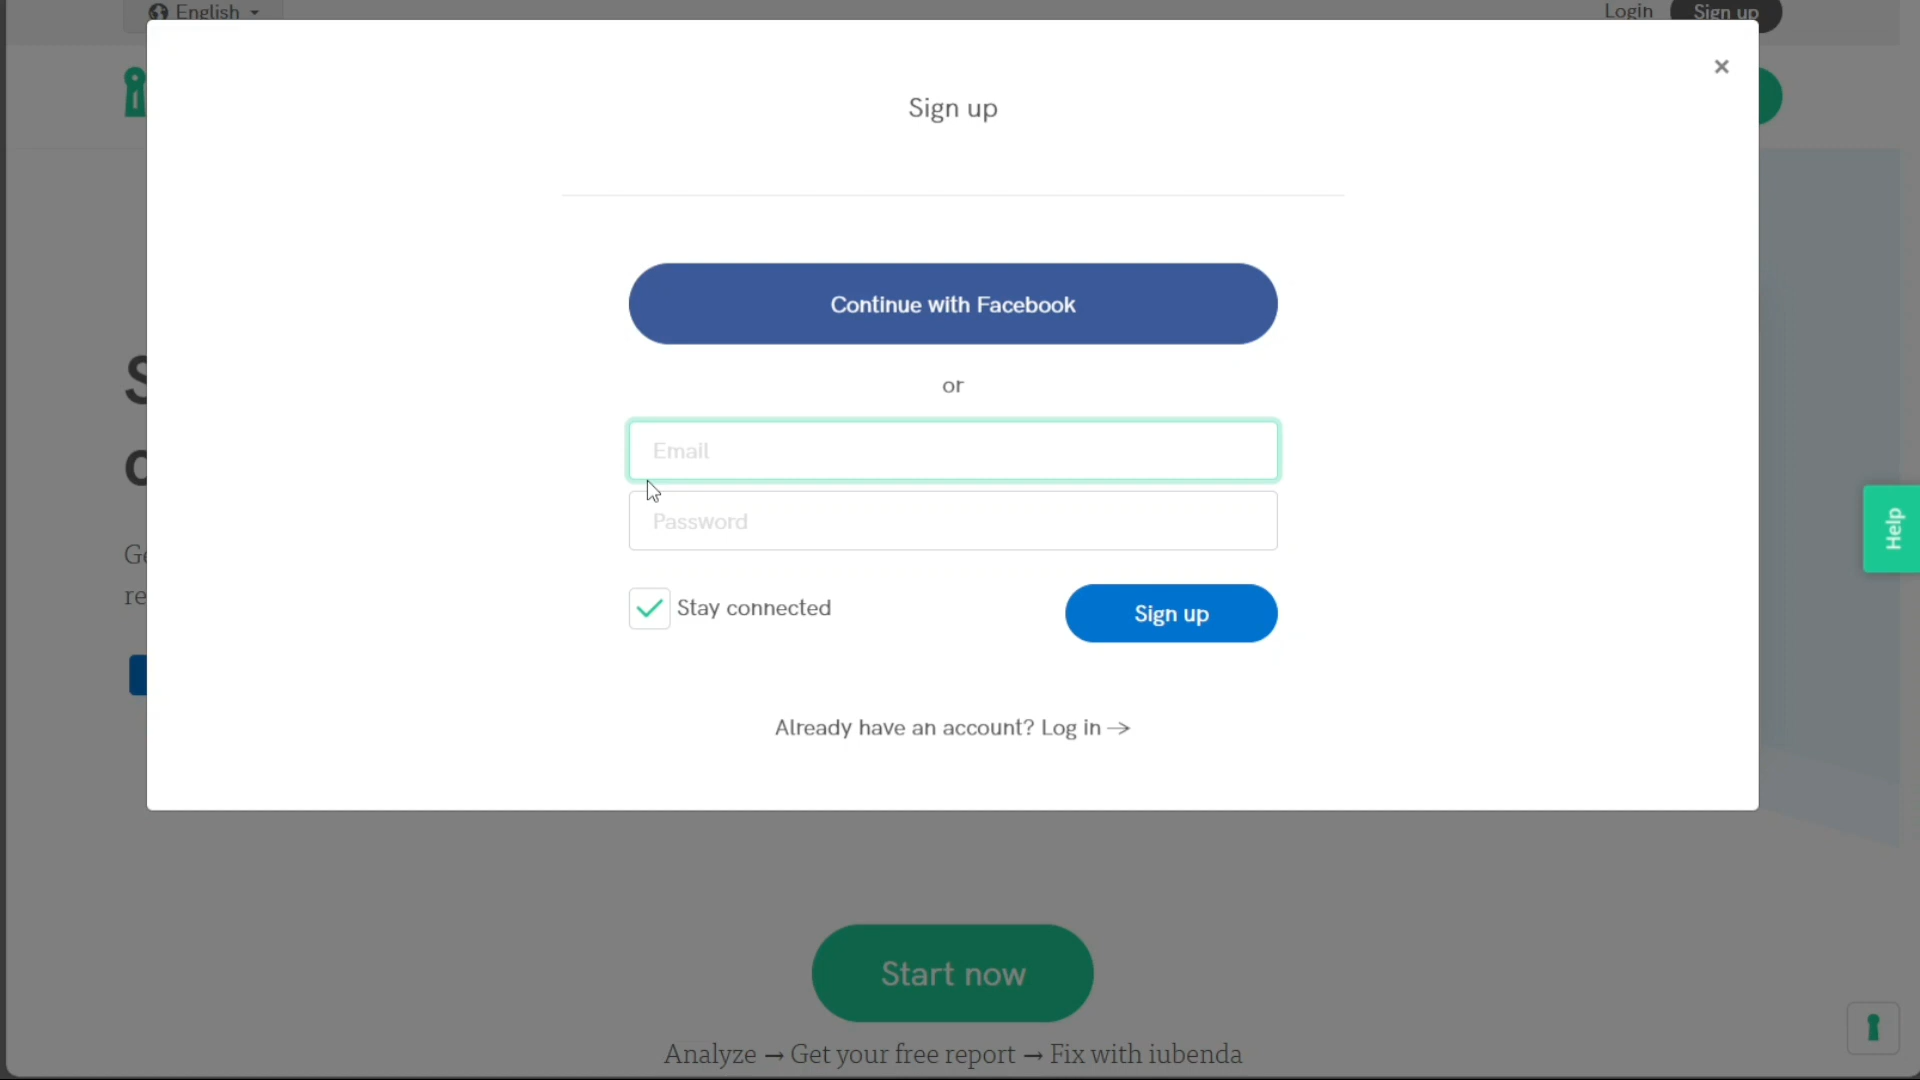 English
Login
Sign up
×
Sign up
Continue with Facebook
or
Email
Password
Stay connected
Sign up
Already have an account? Log in →
Help
Start now
Analyze → Get your free report → Fix with iubenda